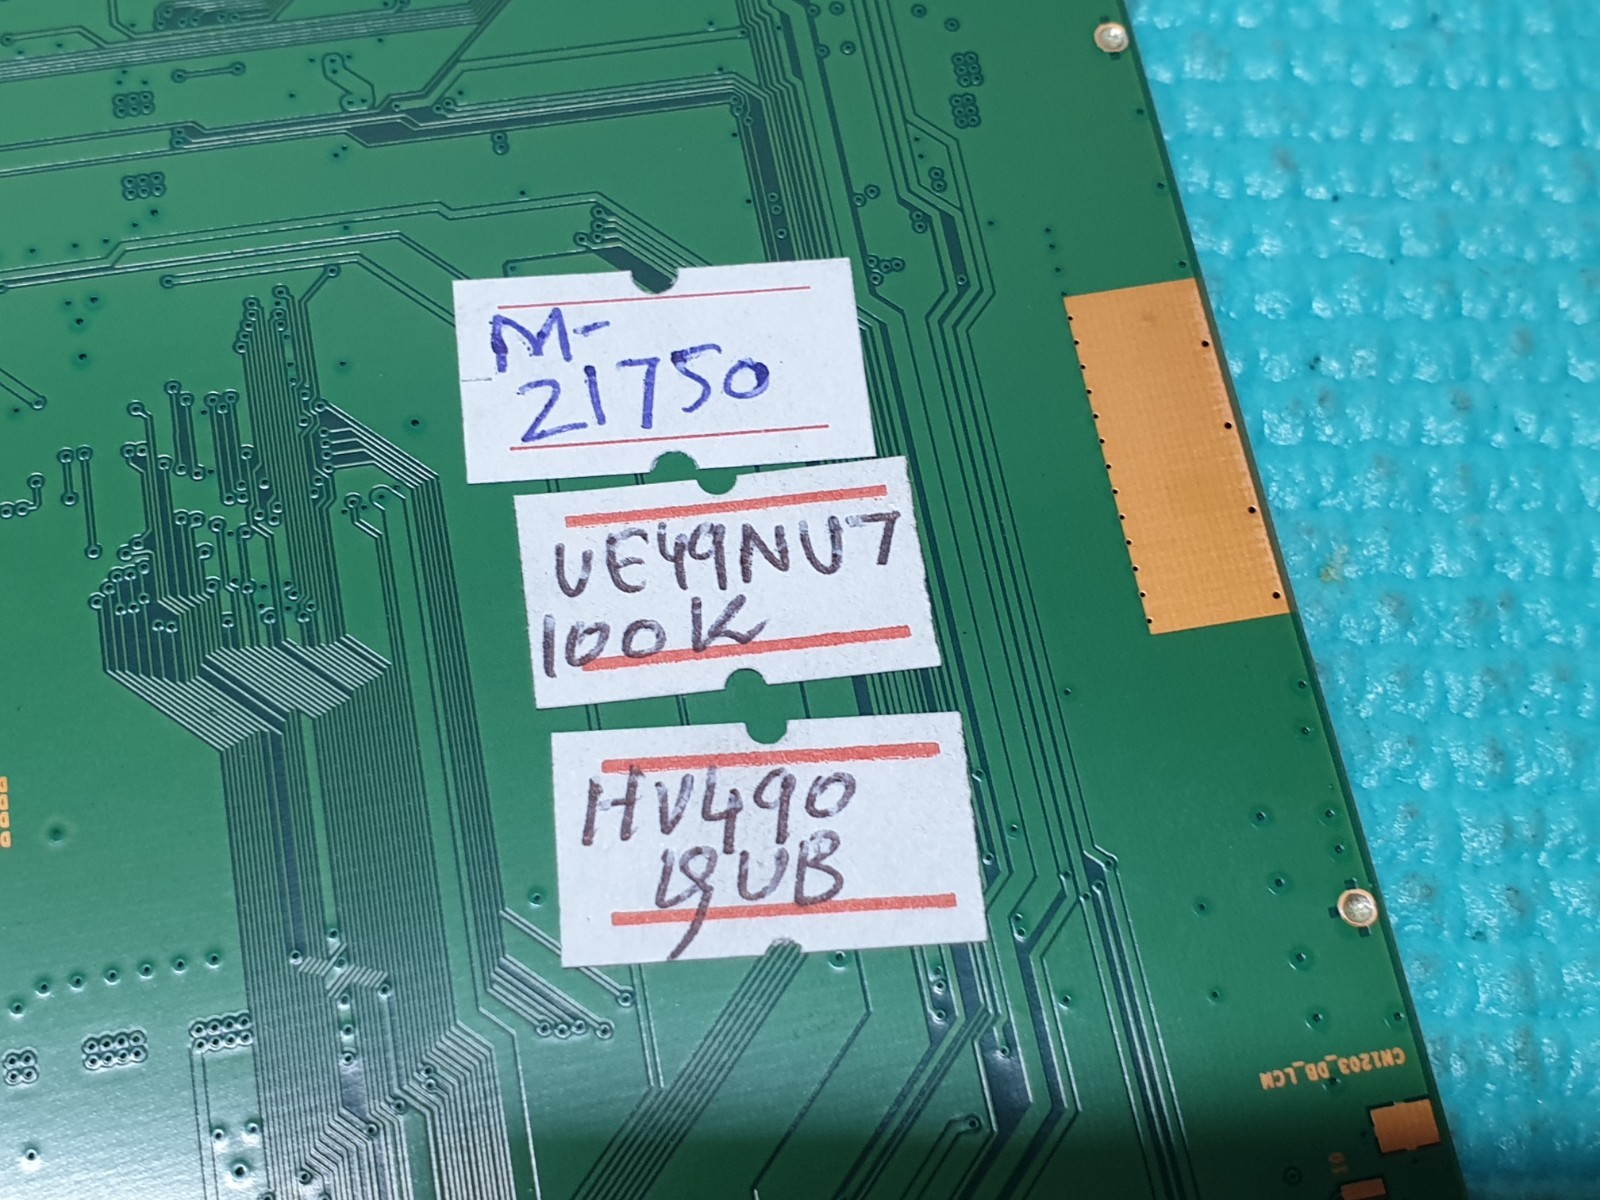 M-
21750
UE49NU7
100K
HV490
QUB
CN1203_DB_LCM